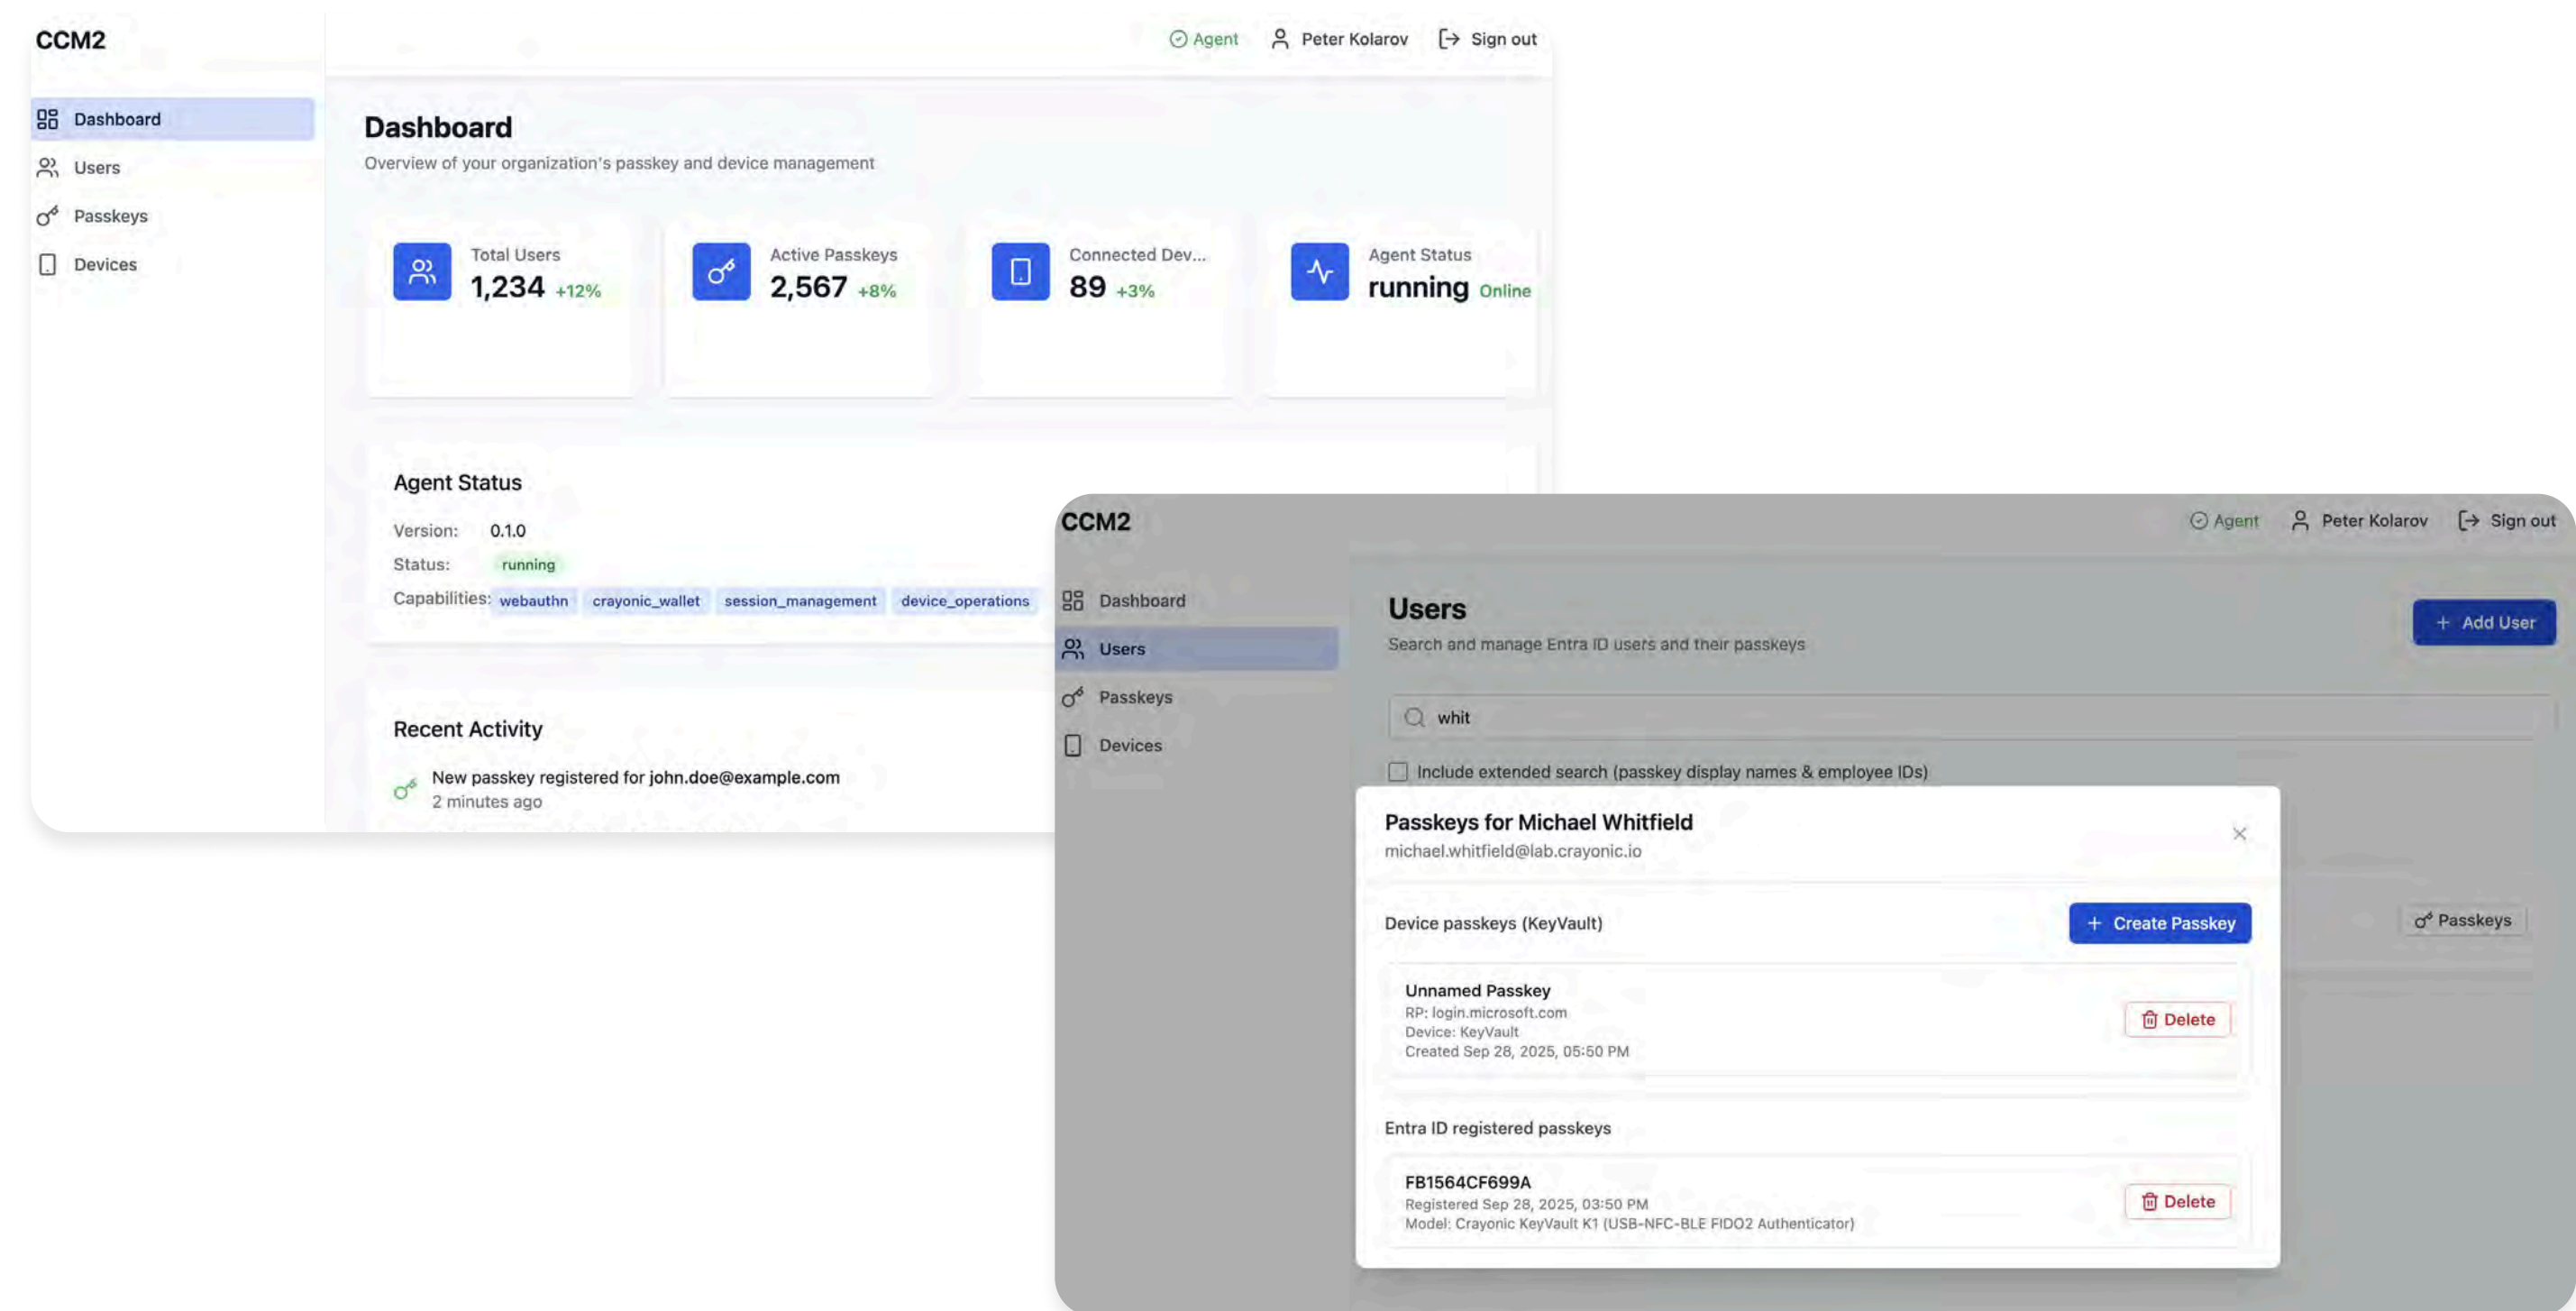 CCM2
Agent
Peter Kolarov
Sign out
Dashboard
Users
Passkeys
Devices
Dashboard
Overview of your organization's passkey and device management
Total Users
1,234 +12%
Active Passkeys
2,567 +8%
Connected Dev...
89 +3%
Agent Status
running Online
Agent Status
Version: 0.1.0
Status: running
Capabilities: webauthn crayonic_wallet session_management device_operations
Recent Activity
New passkey registered for john.doe@example.com
2 minutes ago
CCM2
Agent
Peter Kolarov
Sign out
Dashboard
Users
Passkeys
Devices
Users
+ Add User
Search and manage Entra ID users and their passkeys
whit
Include extended search (passkey display names & employee IDs)
Passkeys
Passkeys for Michael Whitfield
michael.whitfield@lab.crayonic.io
Device passkeys (KeyVault)
+ Create Passkey
Unnamed Passkey
RP: login.microsoft.com
Device: KeyVault
Created Sep 28, 2025, 05:50 PM
Delete
Entra ID registered passkeys
FB1564CF699A
Registered Sep 28, 2025, 03:50 PM
Model: Crayonic KeyVault K1 (USB-NFC-BLE FIDO2 Authenticator)
Delete